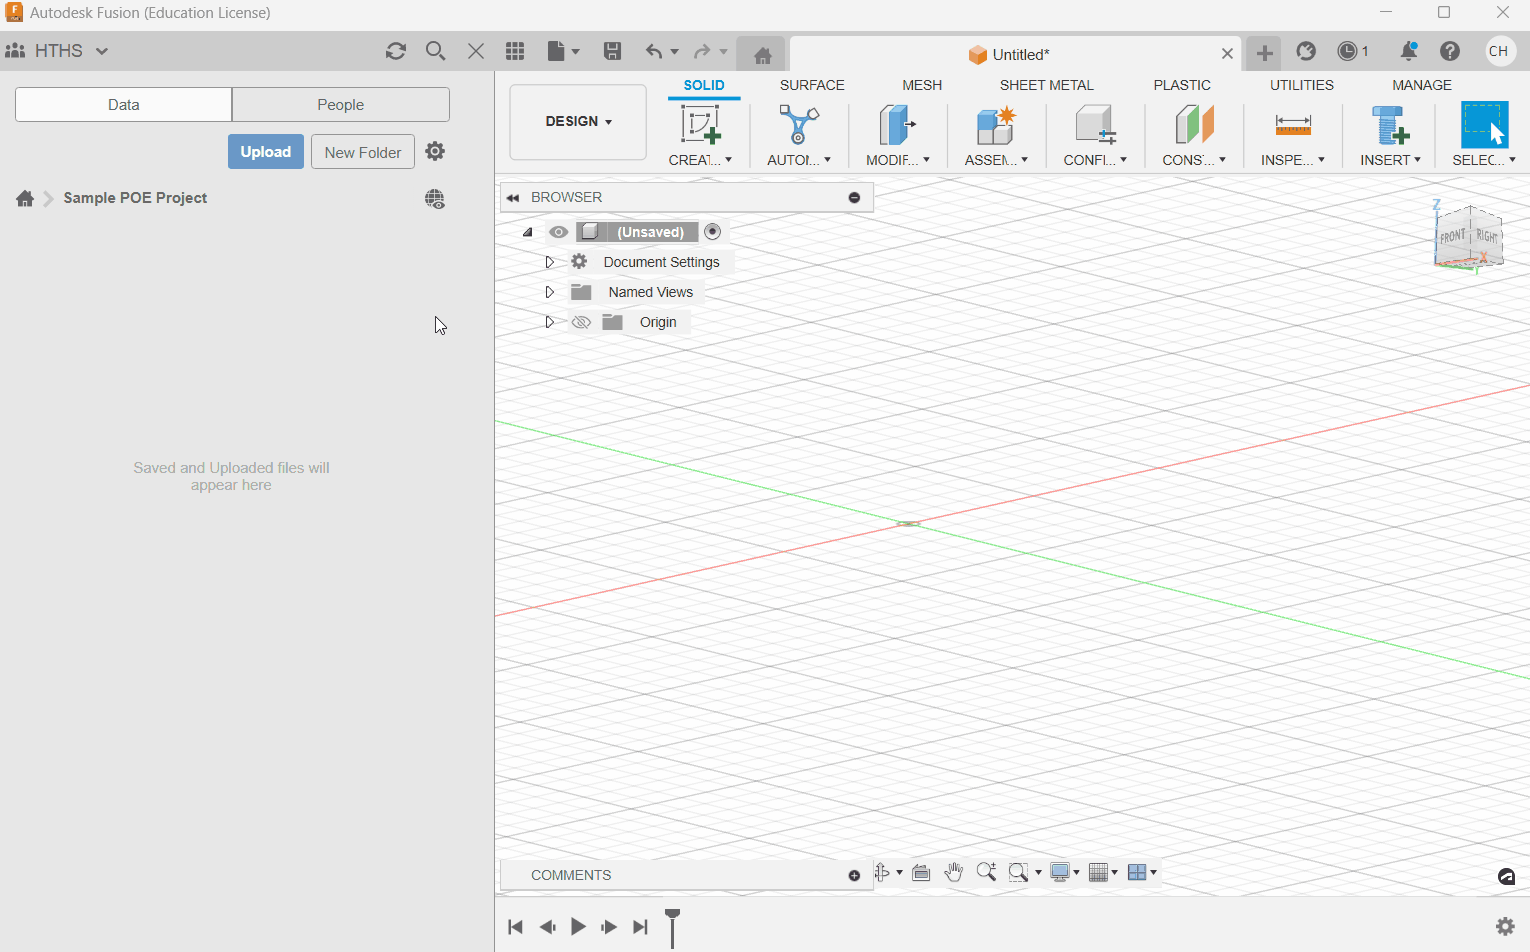 Autodesk Fusion (Education License)
HTHS
Untitled*
1
CH
Data
People
Upload
New Folder
Sample POE Project
Saved and Uploaded files will
appear here
DESIGN
SOLID
SURFACE
MESH
SHEET METAL
PLASTIC
UTILITIES
MANAGE
CREAT...
AUTOI...
MODIF...
ASSEM...
CONFI...
CONS...
INSPE...
INSERT
SELEC...
BROWSER
(Unsaved)
Document Settings
Named Views
Origin
Z
FRONT
RIGHT
X
Y
COMMENTS